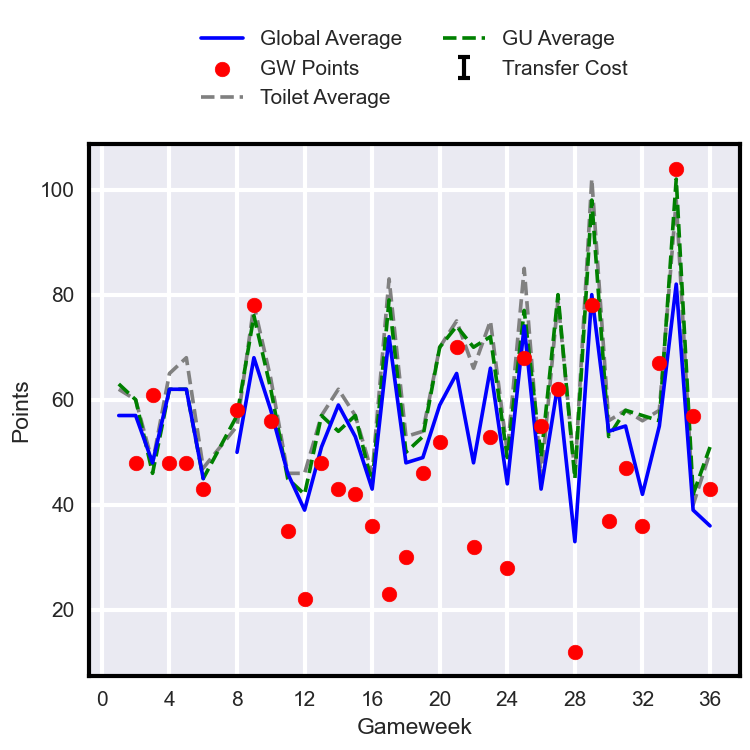 Global Average
GW Points
Toilet Average
GU Average
Transfer Cost
Points
100
80
60
40
20
0 4 8 12 16 20 24 28 32 36
Gameweek